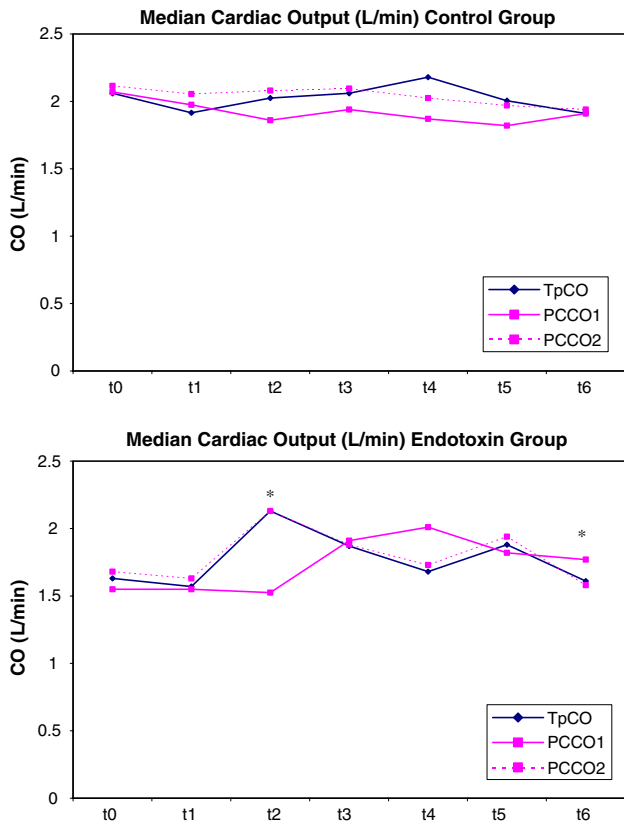 Median Cardiac Output (L/min) Control Group
2.5
2
1.5
1
0.5
0
CO (L/min)
t0 t1 t2 t3 t4 t5 t6
TpCO
PCCO1
PCCO2
Median Cardiac Output (L/min) Endotoxin Group
2.5
2
1.5
1
0.5
0
CO (L/min)
*
*
t0 t1 t2 t3 t4 t5 t6
TpCO
PCCO1
PCCO2